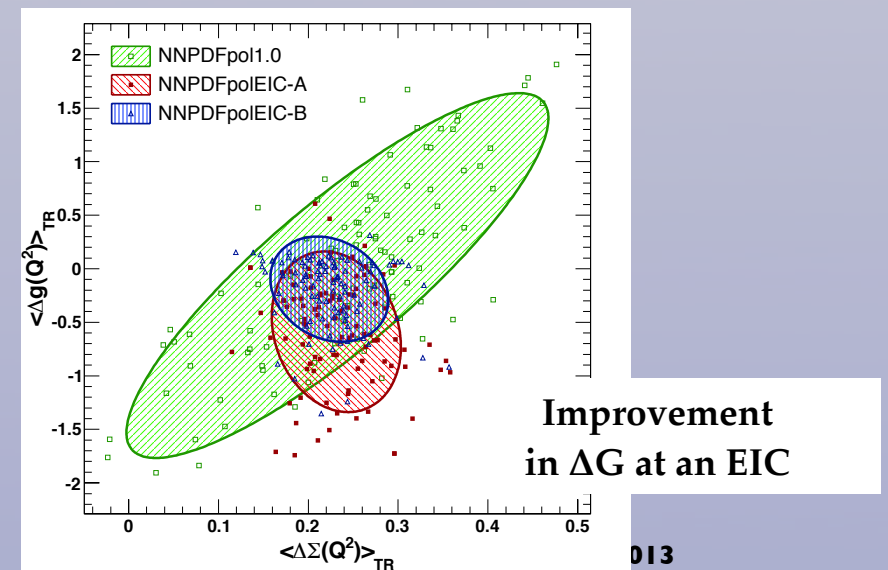 NNPDFpol1.0
NNPDFpolEIC-A
NNPDFpolEIC-B
2
1.5
1
0.5
0
-0.5
-1
-1.5
-2
<Δg(Q²)>TR
0 0.1 0.2 0.3 0.4 0.5
<ΔΣ(Q²)>TR
Improvement
in ΔG at an EIC
013